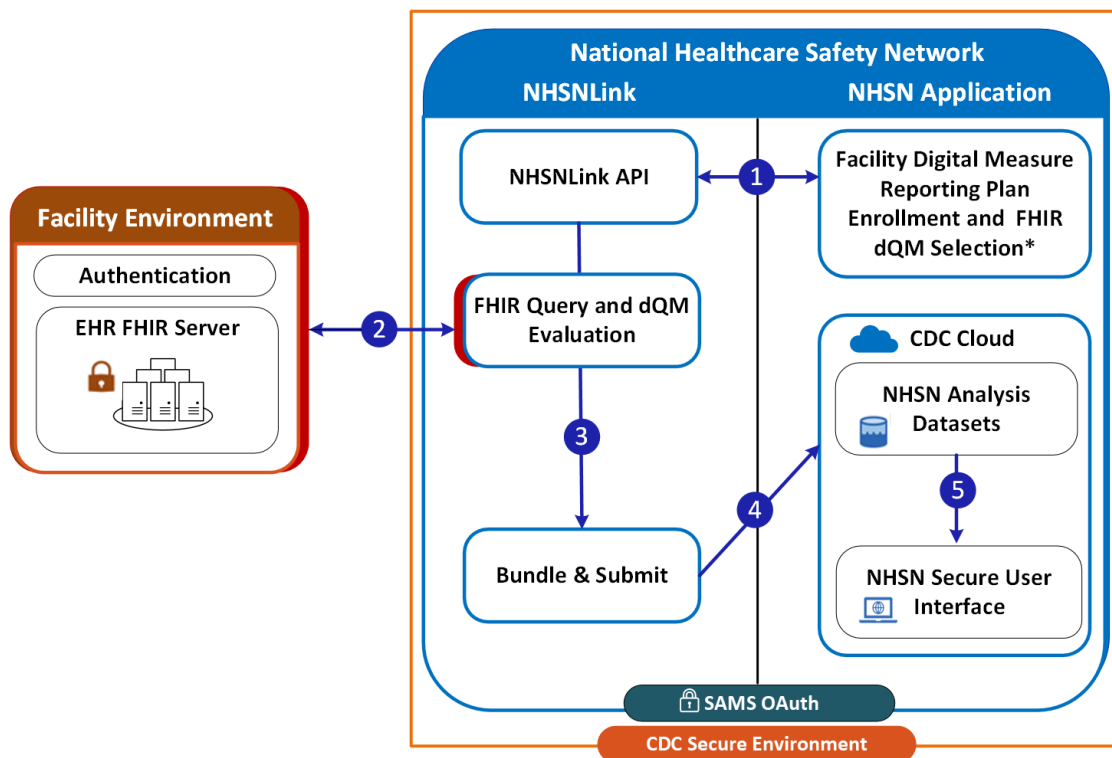 National Healthcare Safety Network
NHSNLink
NHSN Application
NHSNLink API
1
Facility Digital Measure
Reporting Plan
Enrollment and FHIR
dQM Selection*
Facility Environment
Authentication
EHR FHIR Server
2
FHIR Query and dQM
Evaluation
3
Bundle & Submit
4
CDC Cloud
NHSN Analysis
Datasets
5
NHSN Secure User
Interface
SAMS OAuth
CDC Secure Environment